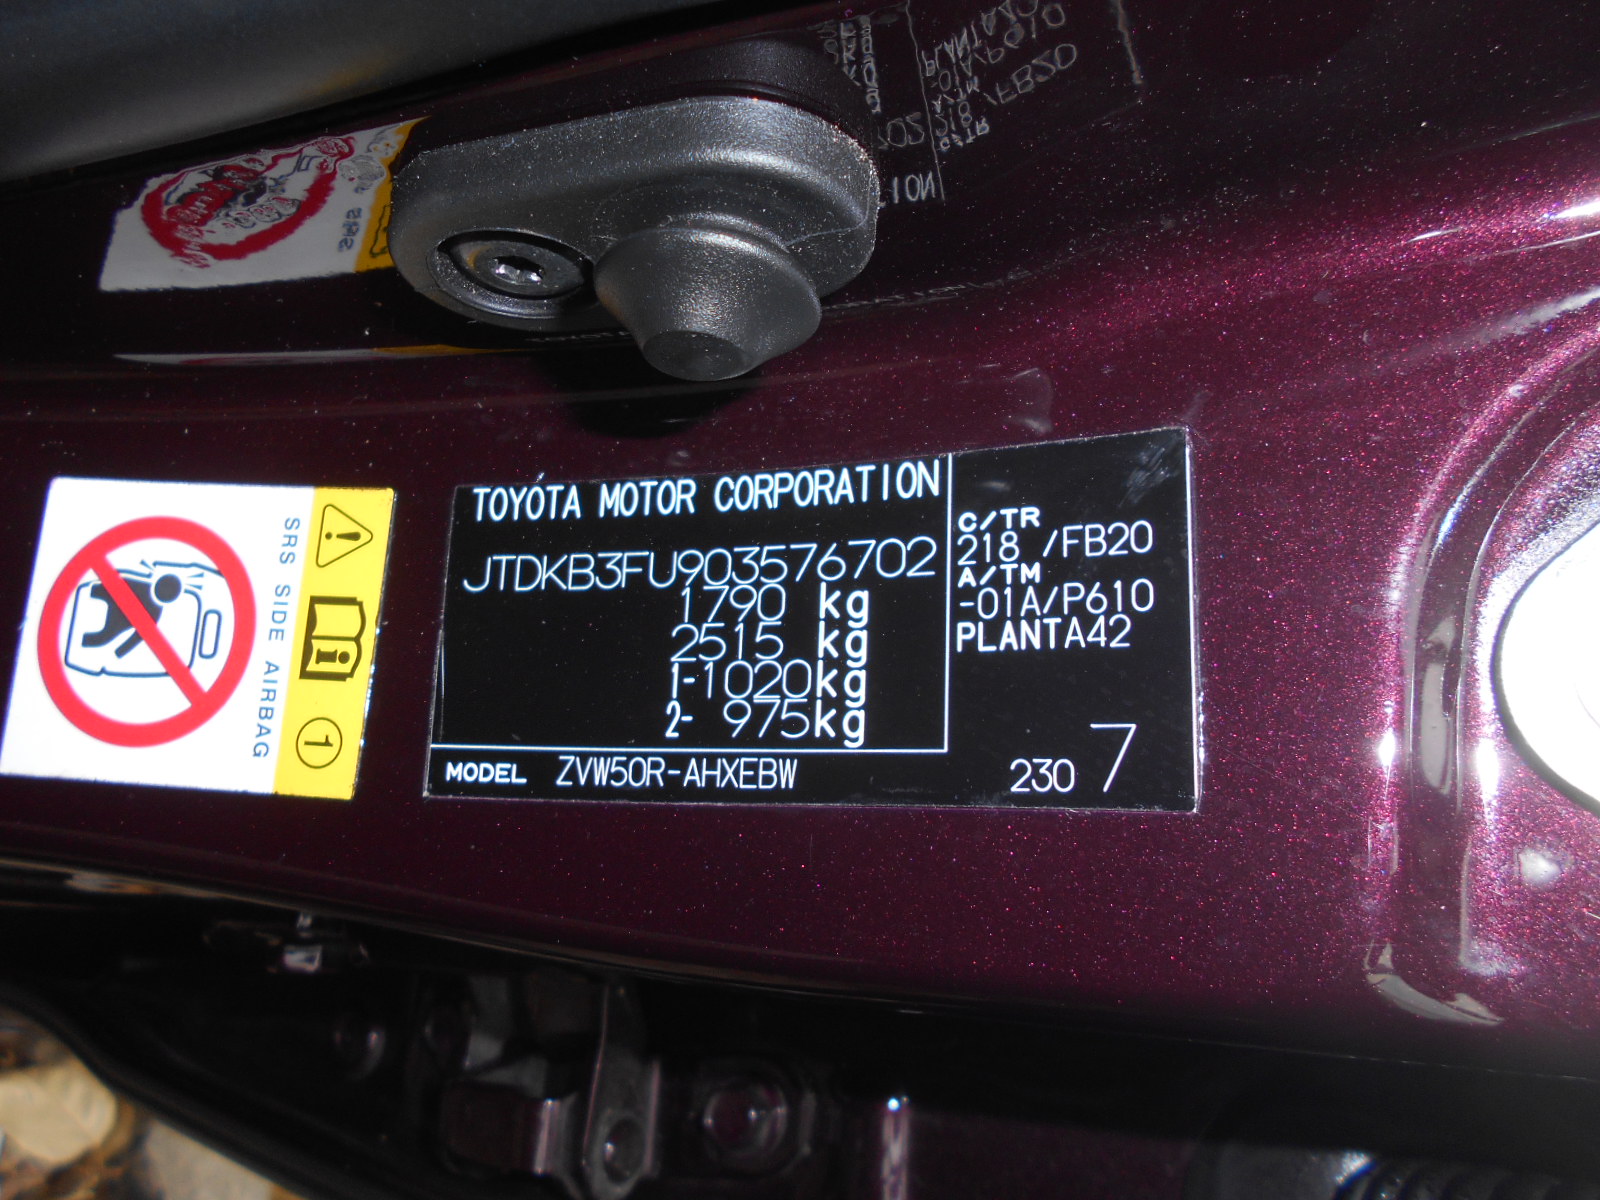 TOYOTA MOTOR CORPORATION
JTDKB3FU903576702
1790 kg
2515 kg
1-1020kg
2- 975kg
MODEL ZVW50R-AHXEBW
C/TR
218 /FB20
A/TM
-01A/P610
PLANTA42
230 7
SRS SIDE AIRBAG
1